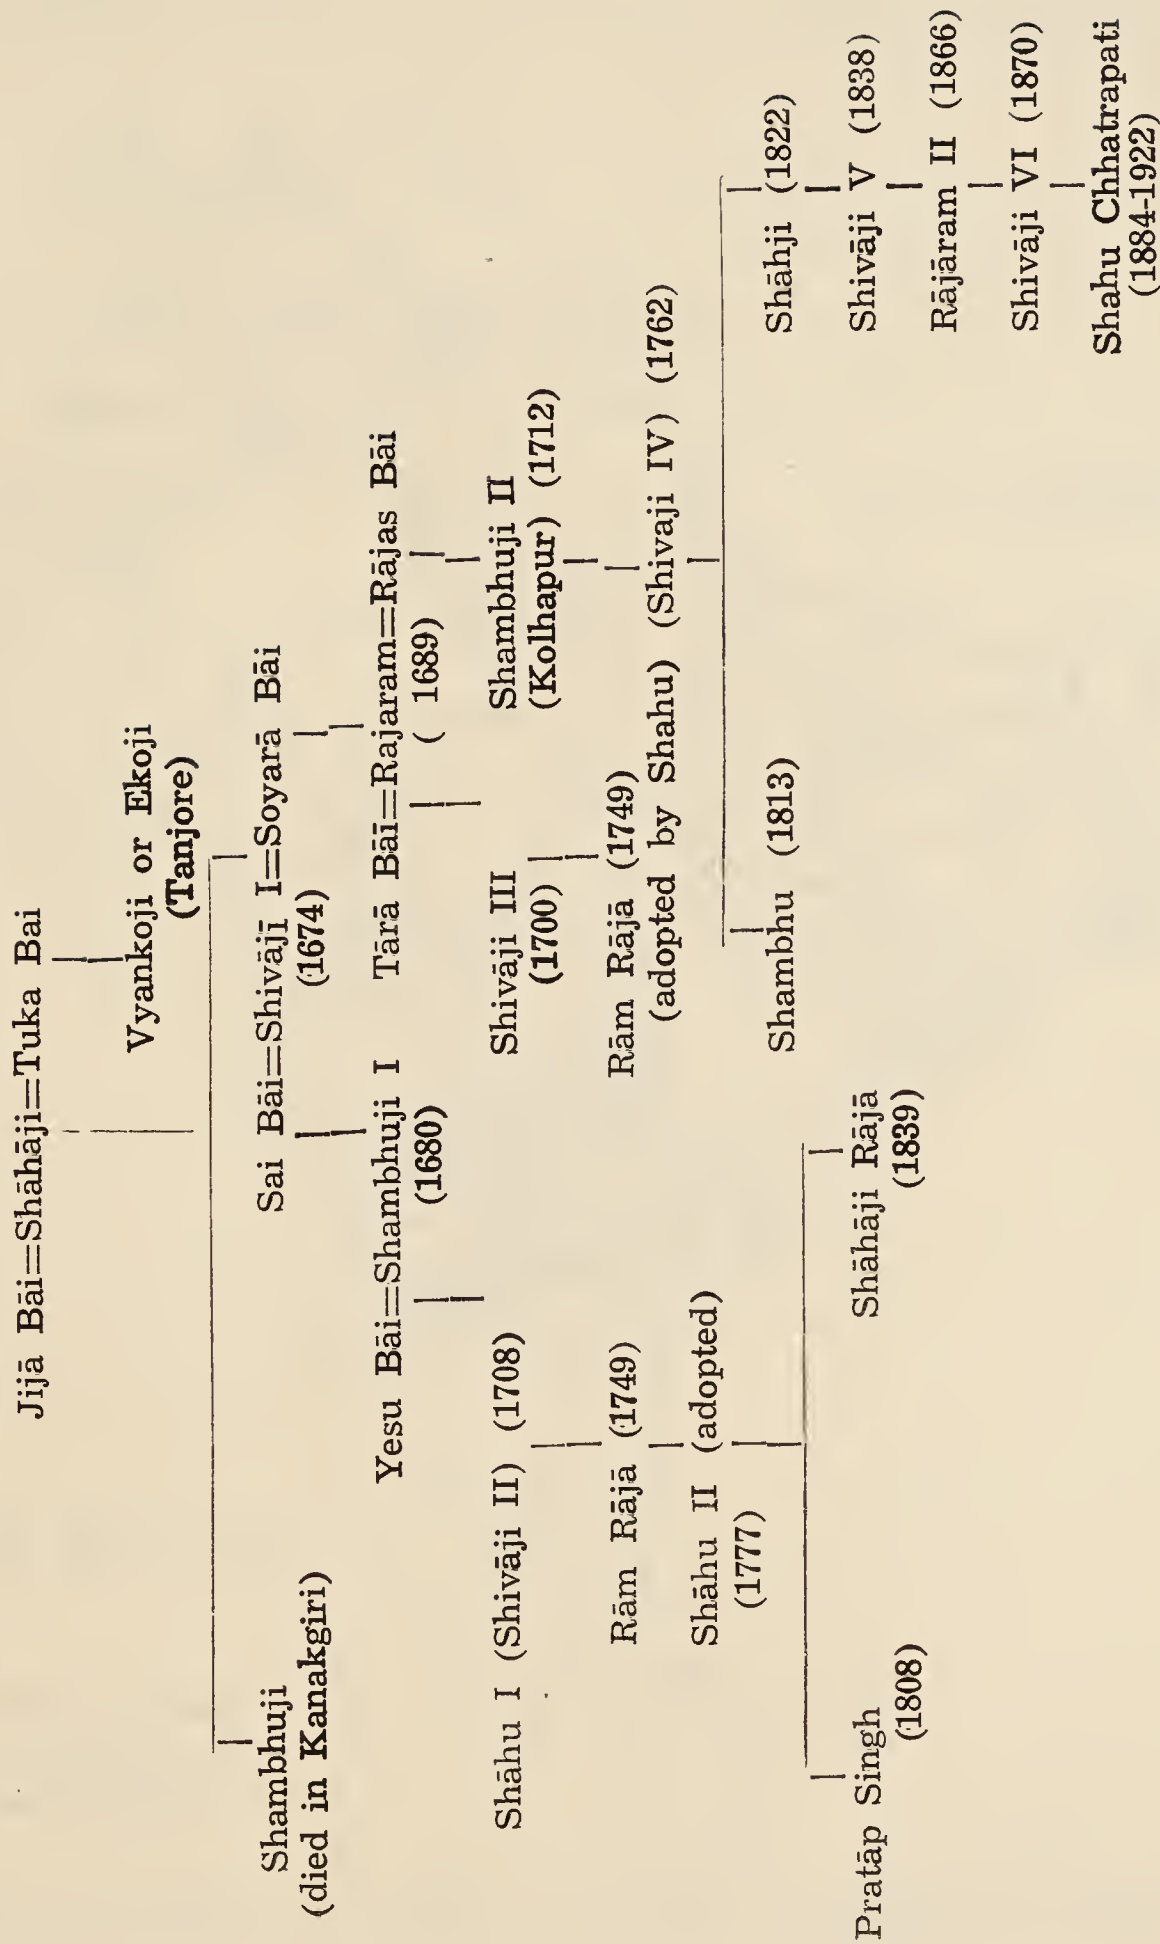 Jijā Bāi=Shāhāji=Tuka Bai
Vyankoji or Ekoji
(Tanjore)
Shambhuji
(died in Kanakgiri)
Sai Bāi=Shivājī I=Soyarā Bāi
(1674)
Yesu Bāi=Shambhuji I
(1680)
Tārā Bāi=Rajaram=Rājas Bāi
( 1689)
Shāhu I (Shivāji II) (1708)
Shivāji III
(1700)
Shambhuji II
(Kolhapur) (1712)
Rām Rājā (1749)
Rām Rājā (1749)
(adopted by Shahu) (Shivaji IV) (1762)
Shāhu II (adopted)
(1777)
Shambhu (1813)
Shāhji (1822)
Pratāp Singh
(1808)
Shāhāji Rājā
(1839)
Shivāji V (1838)
Rājāram II (1866)
Shivāji VI (1870)
Shahu Chhatrapati
(1884-1922)